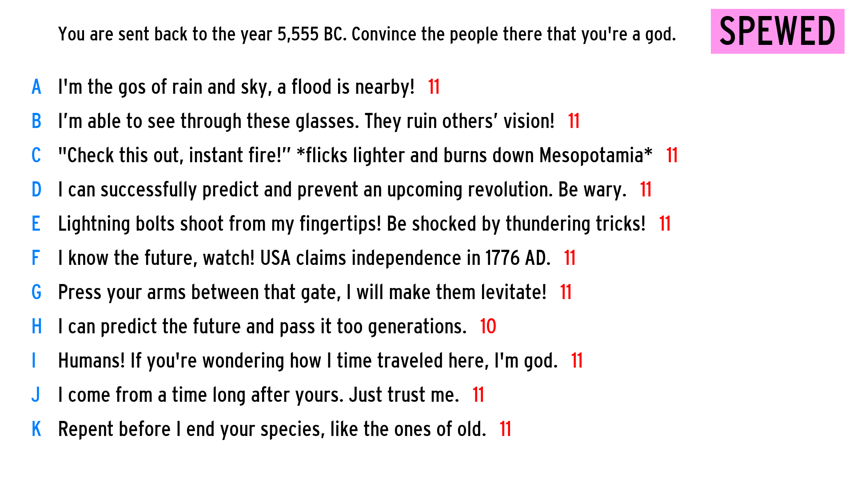 You are sent back to the year 5,555 BC. Convince the people there that you're a god.
SPEWED
A I'm the gos of rain and sky, a flood is nearby! 11
B I’m able to see through these glasses. They ruin others’ vision! 11
C "Check this out, instant fire!” *flicks lighter and burns down Mesopotamia* 11
D I can successfully predict and prevent an upcoming revolution. Be wary. 11
E Lightning bolts shoot from my fingertips! Be shocked by thundering tricks! 11
F I know the future, watch! USA claims independence in 1776 AD. 11
G Press your arms between that gate, I will make them levitate! 11
H I can predict the future and pass it too generations. 10
I Humans! If you're wondering how I time traveled here, I'm god. 11
J I come from a time long after yours. Just trust me. 11
K Repent before I end your species, like the ones of old. 11